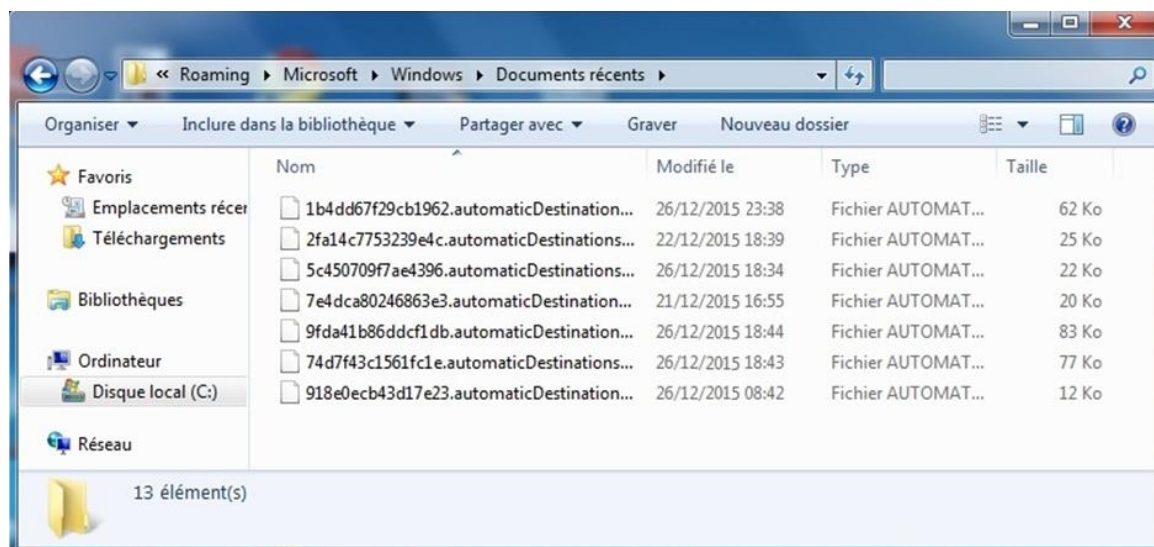 « Roaming ▸ Microsoft ▸ Windows ▸ Documents récents ▸
Organiser ▼ Inclure dans la bibliothèque ▼ Partager avec ▼ Graver Nouveau dossier
Favoris
Emplacements récer
Téléchargements
Bibliothèques
Ordinateur
Disque local (C:)
Réseau
Nom Modifié le Type Taille
1b4dd67f29cb1962.automaticDestination... 26/12/2015 23:38 Fichier AUTOMAT... 62 Ko
2fa14c7753239e4c.automaticDestinations... 22/12/2015 18:39 Fichier AUTOMAT... 25 Ko
5c450709f7ae4396.automaticDestinations... 26/12/2015 18:34 Fichier AUTOMAT... 22 Ko
7e4dca80246863e3.automaticDestination... 21/12/2015 16:55 Fichier AUTOMAT... 20 Ko
9fda41b86ddcf1db.automaticDestination... 26/12/2015 18:44 Fichier AUTOMAT... 83 Ko
74d7f43c1561fc1e.automaticDestinations... 26/12/2015 18:43 Fichier AUTOMAT... 77 Ko
918e0ecb43d17e23.automaticDestination... 26/12/2015 08:42 Fichier AUTOMAT... 12 Ko
13 élément(s)